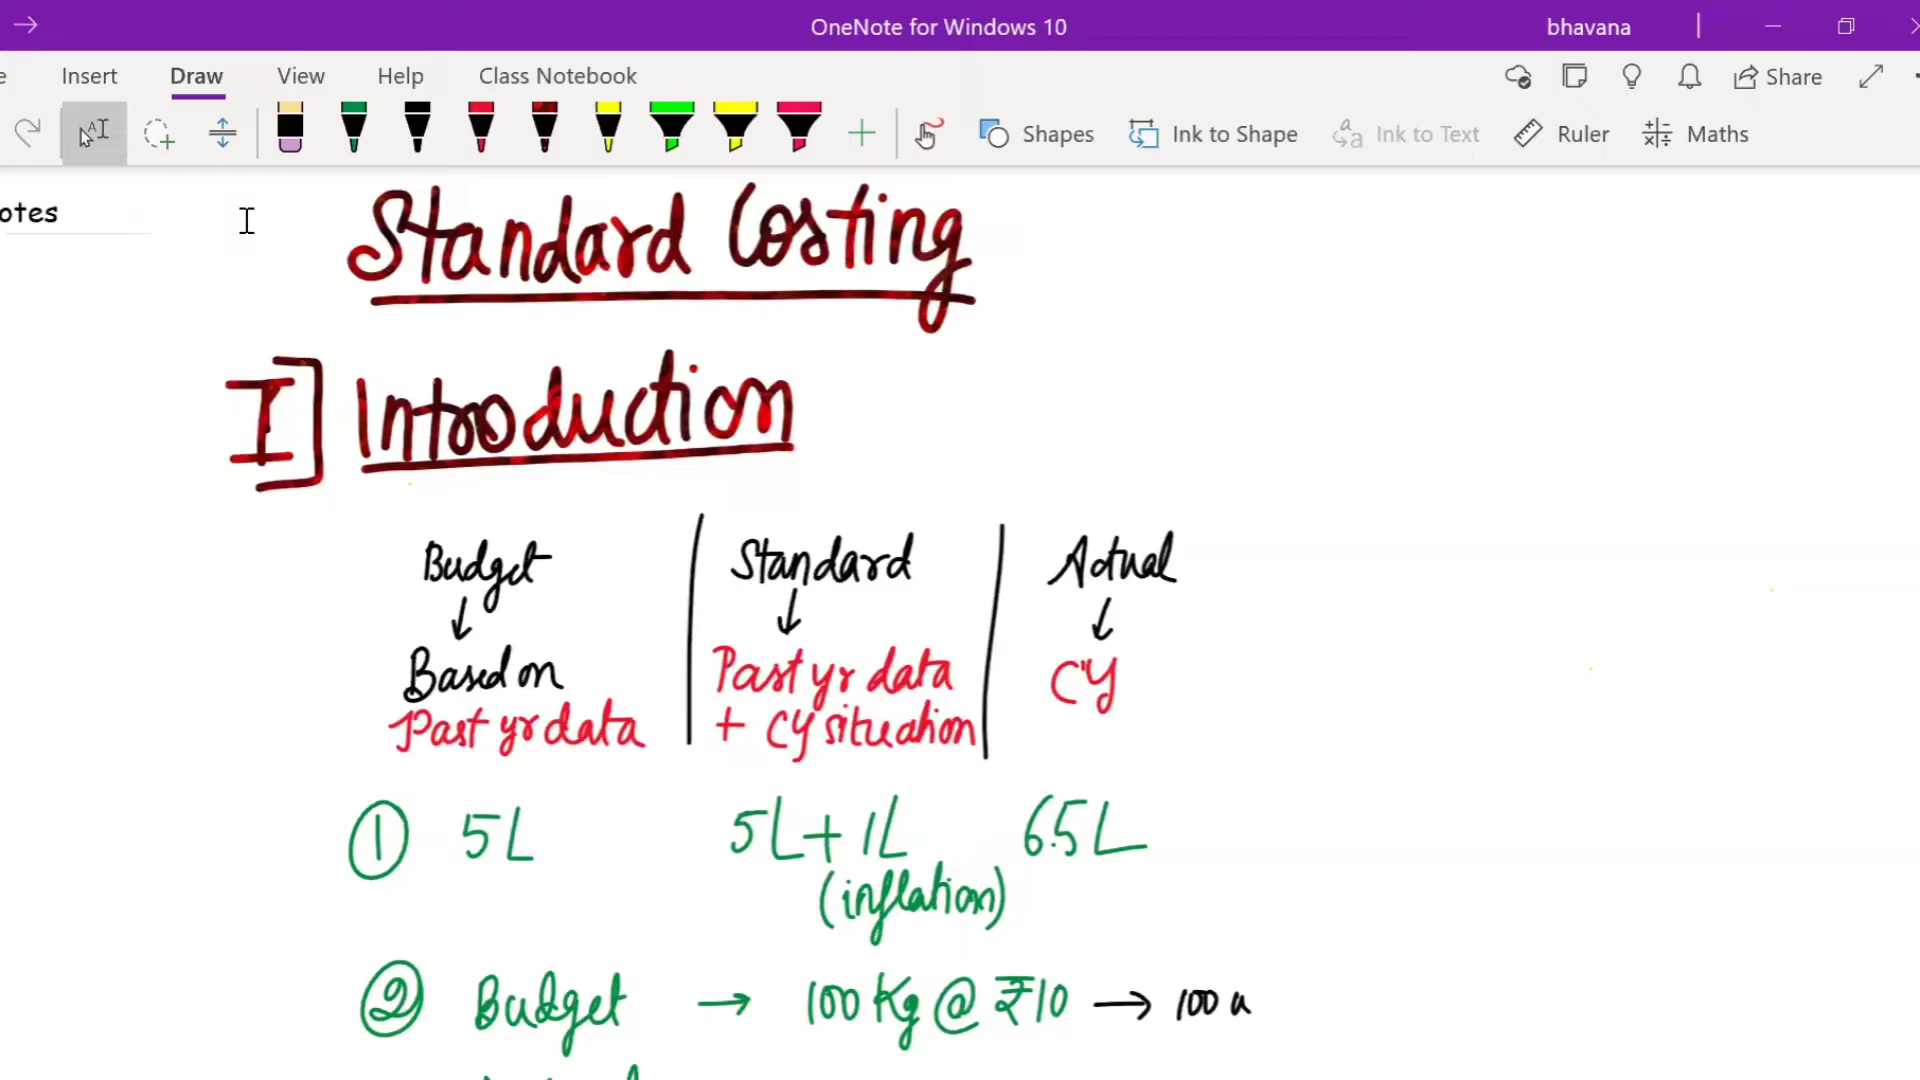 OneNote for Windows 10 bhavana
Insert Draw View Help Class Notebook Share
Shapes Ink to Shape Ink to Text Ruler Maths
otes
Standard Costing
I] Introduction
Budget Standard Actual
↓ ↓ ↓
Based on Past yr data CY
Past yr data + CY situation
① 5L 5L+1L 6.5L
(inflation)
② Budget → 100 Kg @ ₹10 → 100 u